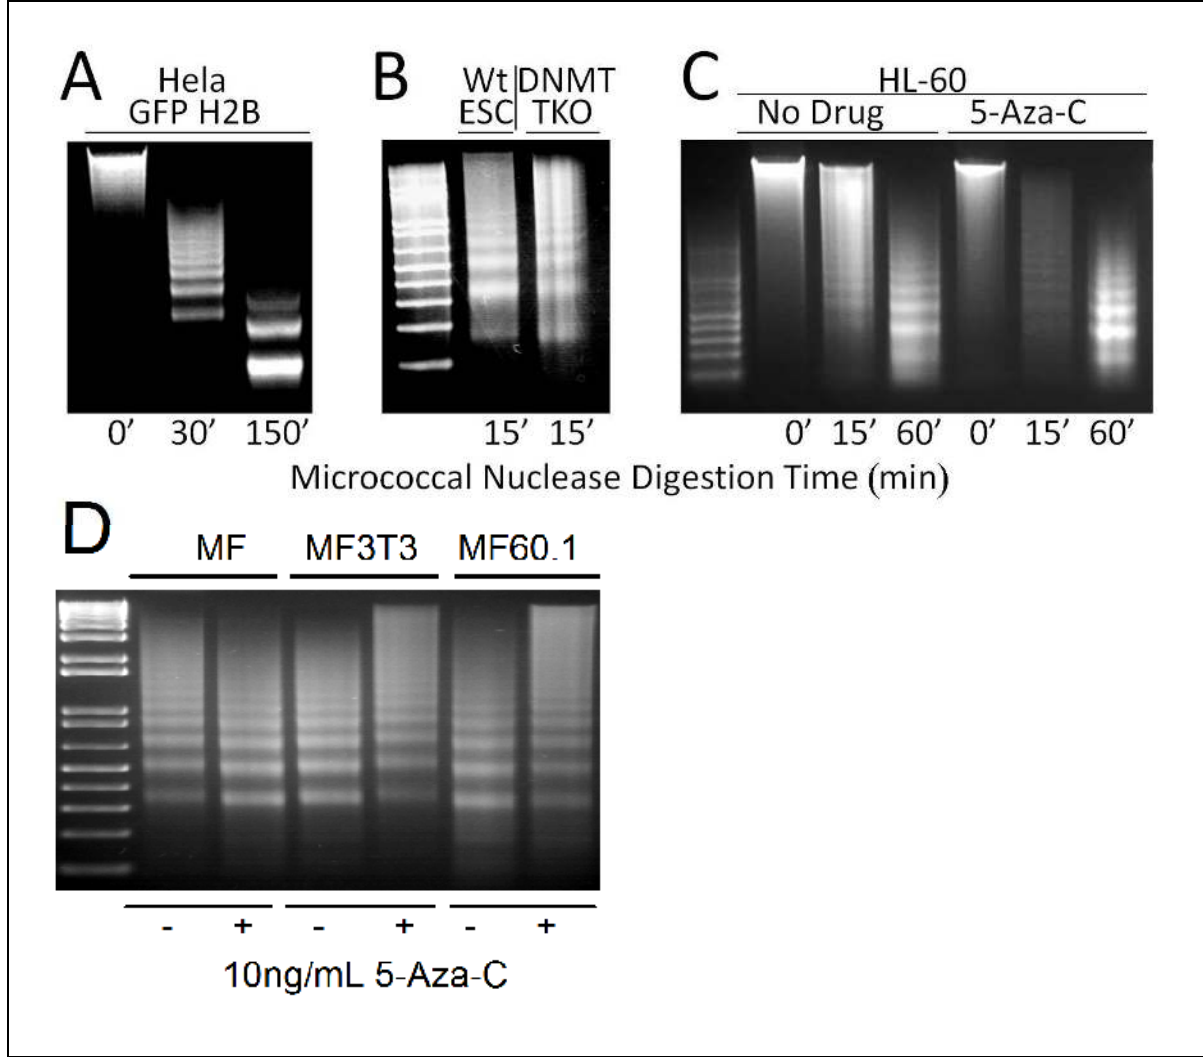 A
Hela
GFP H2B
0' 30' 150'
B
Wt DNMT
ESC TKO
15' 15'
C
HL-60
No Drug 5-Aza-C
0' 15' 60' 0' 15' 60'
Micrococcal Nuclease Digestion Time (min)
D
MF MF3T3 MF60.1
- + - + - +
10ng/mL 5-Aza-C